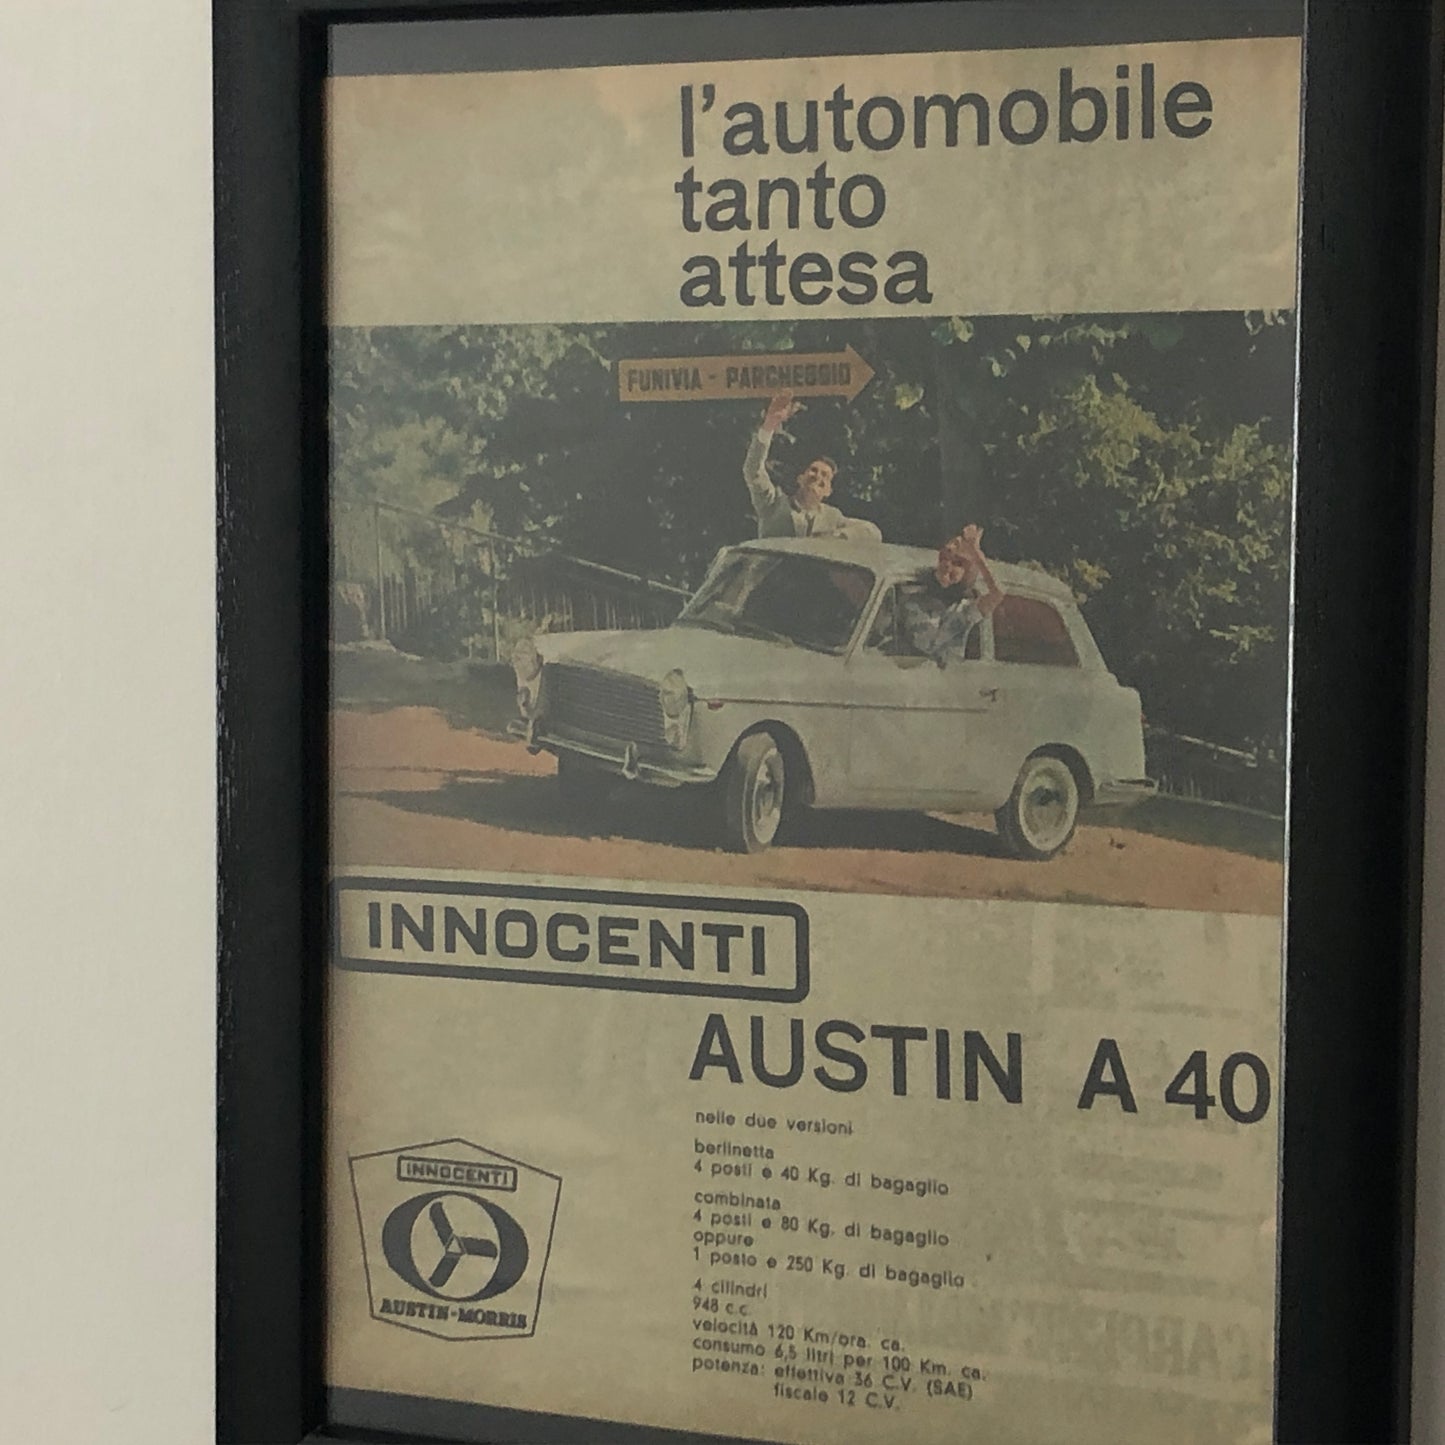 l'automobile
tanto
attesa
FUNIVIA - PARCHEGGIO
INNOCENTI
AUSTIN A 40
nelle due versioni
berlinetta
4 posti e 40 Kg. di bagaglio
combinata
4 posti e 80 Kg. di bagaglio
oppure
1 posto e 250 Kg. di bagaglio
4 cilindri
948 c.c.
velocità 120 Km/ora. ca.
consumo 6,5 litri per 100 Km. ca.
potenza: effettiva 36 C.V. (SAE)
fiscale 12 C.V.
INNOCENTI
AUSTIN-MORRIS